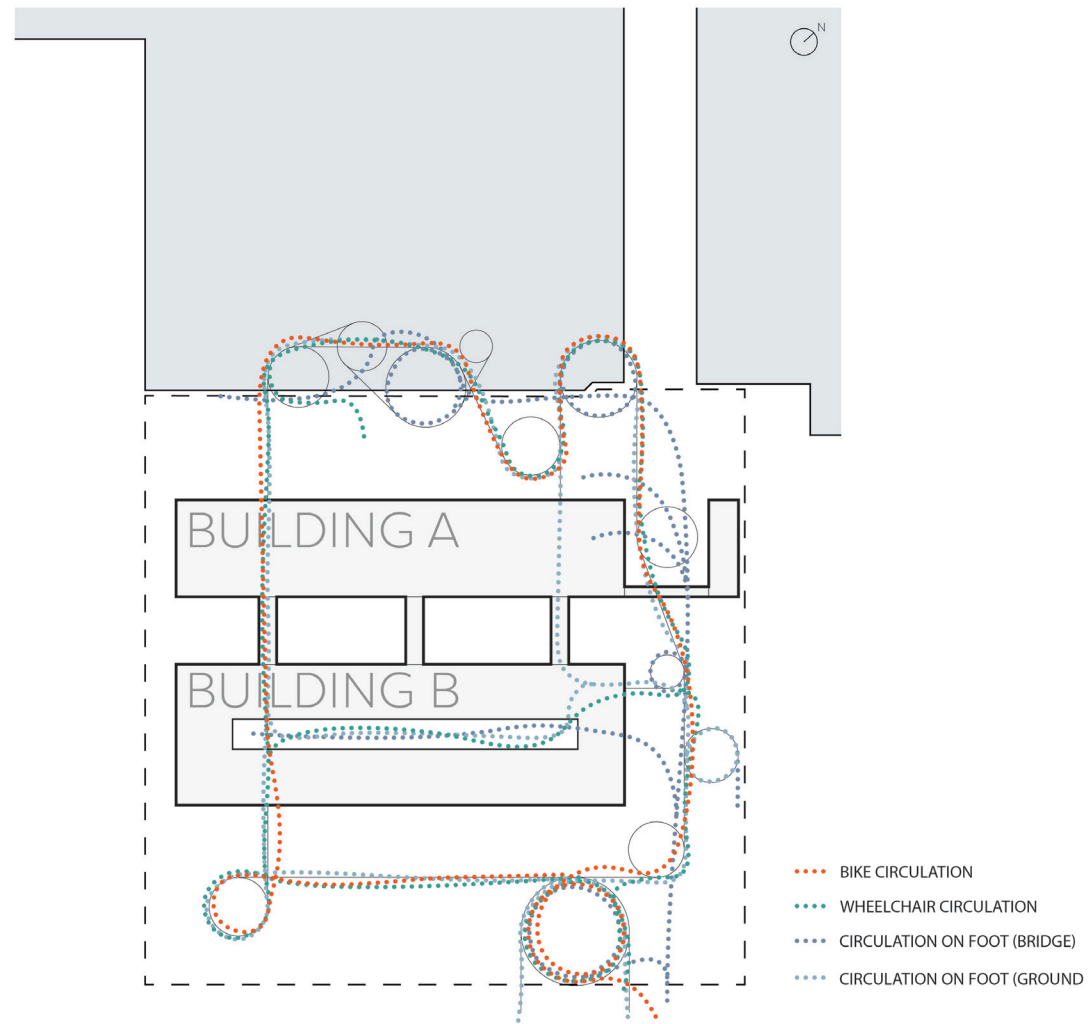 N
BUILDING A
BUILDING B
BIKE CIRCULATION
WHEELCHAIR CIRCULATION
CIRCULATION ON FOOT (BRIDGE)
CIRCULATION ON FOOT (GROUND